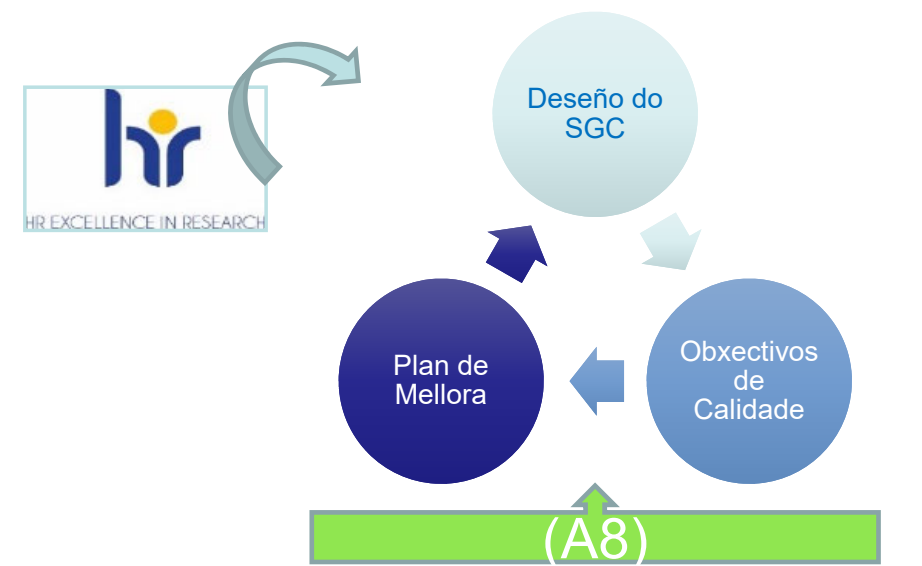 Deseño do
SGC
hr
HR EXCELLENCE IN RESEARCH
Plan de
Mellora
Obxectivos
de
Calidade
(A8)